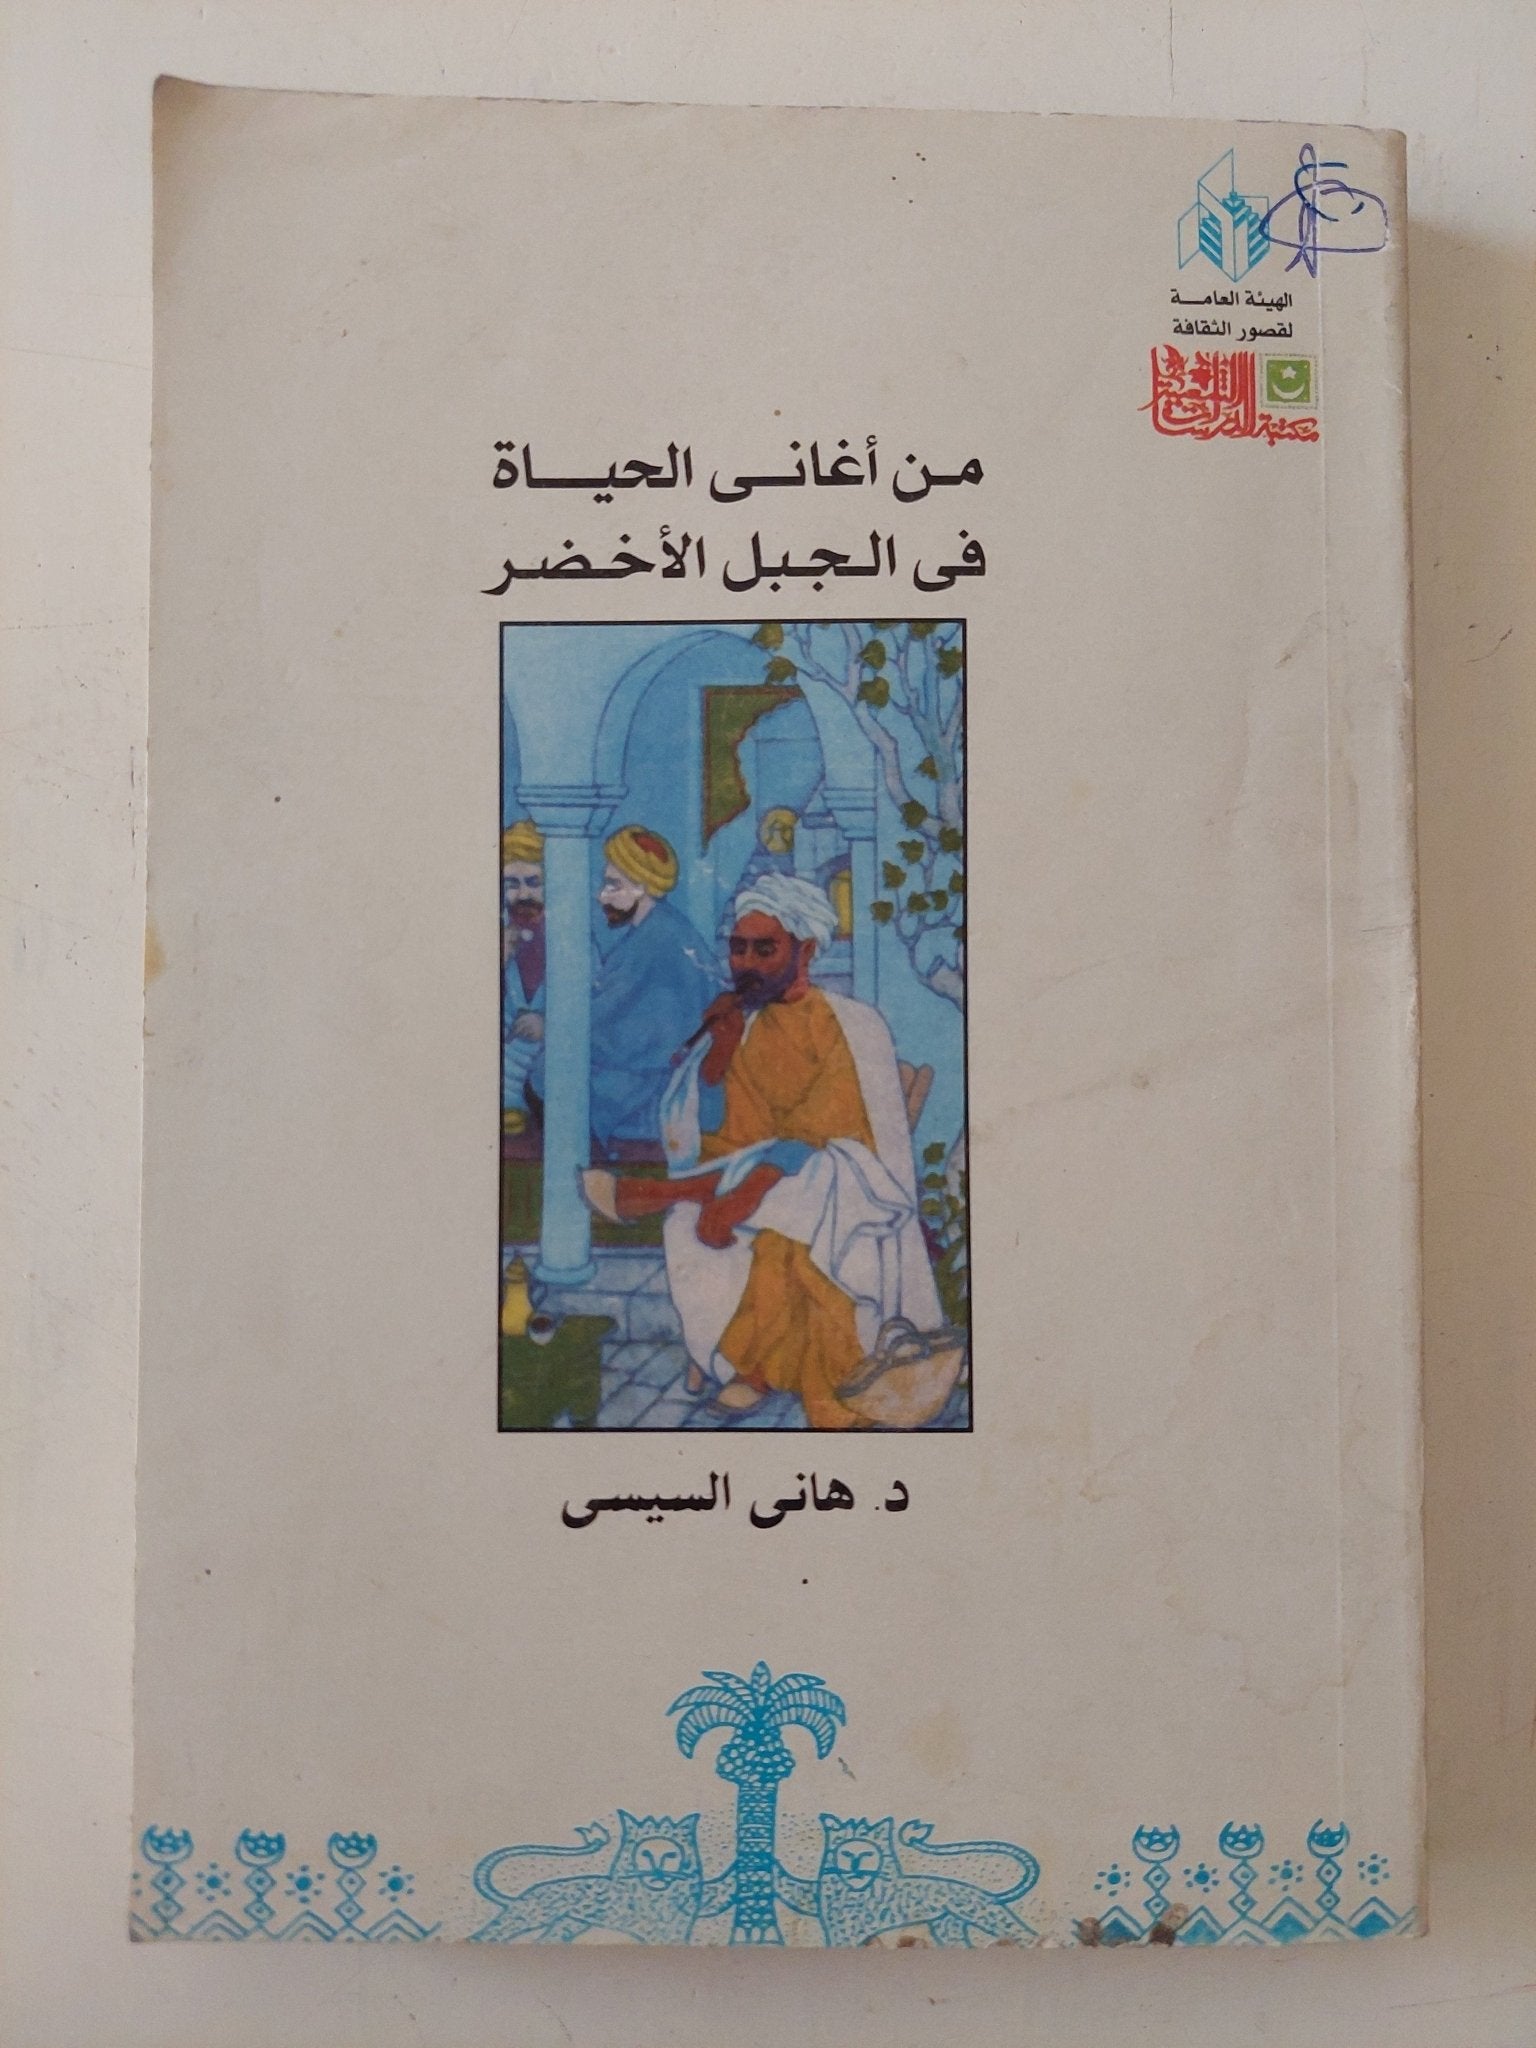 الهيئة العامة
لقصور الثقافة
مكتبة الدراسات الشعبية
من أغانى الحياة
فى الجبل الأخضر
د. هانى السيسى